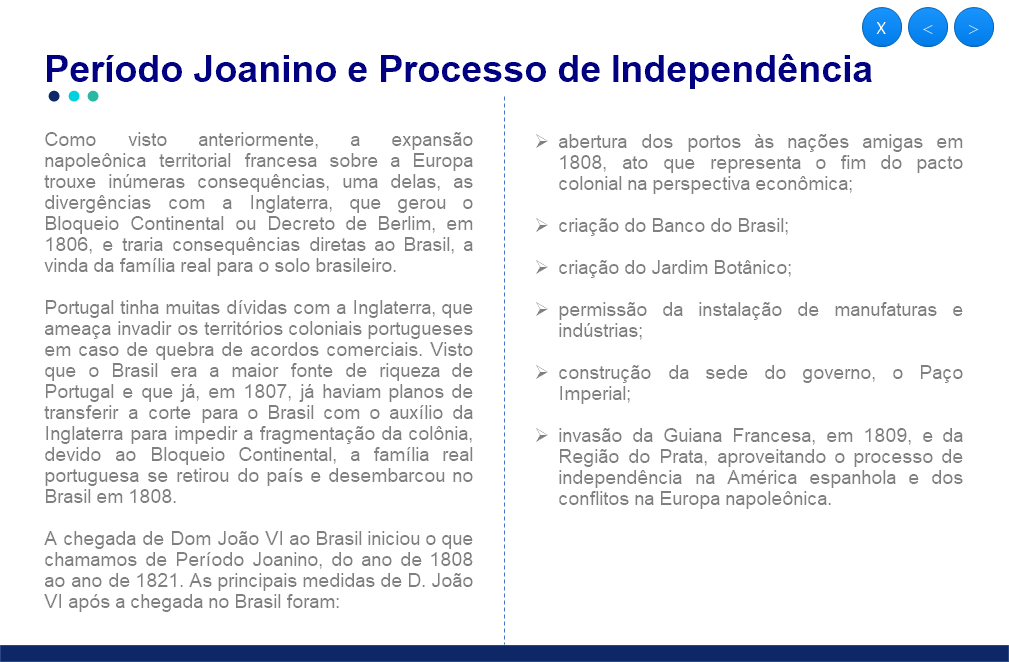 X < >
Período Joanino e Processo de Independência
Como visto anteriormente, a expansão
napoleônica territorial francesa sobre a Europa
trouxe inúmeras consequências, uma delas, as
divergências com a Inglaterra, que gerou o
Bloqueio Continental ou Decreto de Berlim, em
1806, e traria consequências diretas ao Brasil, a
vinda da família real para o solo brasileiro.
Portugal tinha muitas dívidas com a Inglaterra, que
ameaça invadir os territórios coloniais portugueses
em caso de quebra de acordos comerciais. Visto
que o Brasil era a maior fonte de riqueza de
Portugal e que já, em 1807, já haviam planos de
transferir a corte para o Brasil com o auxílio da
Inglaterra para impedir a fragmentação da colônia,
devido ao Bloqueio Continental, a família real
portuguesa se retirou do país e desembarcou no
Brasil em 1808.
A chegada de Dom João VI ao Brasil iniciou o que
chamamos de Período Joanino, do ano de 1808
ao ano de 1821. As principais medidas de D. João
VI após a chegada no Brasil foram:
➢ abertura dos portos às nações amigas em
1808, ato que representa o fim do pacto
colonial na perspectiva econômica;
➢ criação do Banco do Brasil;
➢ criação do Jardim Botânico;
➢ permissão da instalação de manufaturas e
indústrias;
➢ construção da sede do governo, o Paço
Imperial;
➢ invasão da Guiana Francesa, em 1809, e da
Região do Prata, aproveitando o processo de
independência na América espanhola e dos
conflitos na Europa napoleônica.